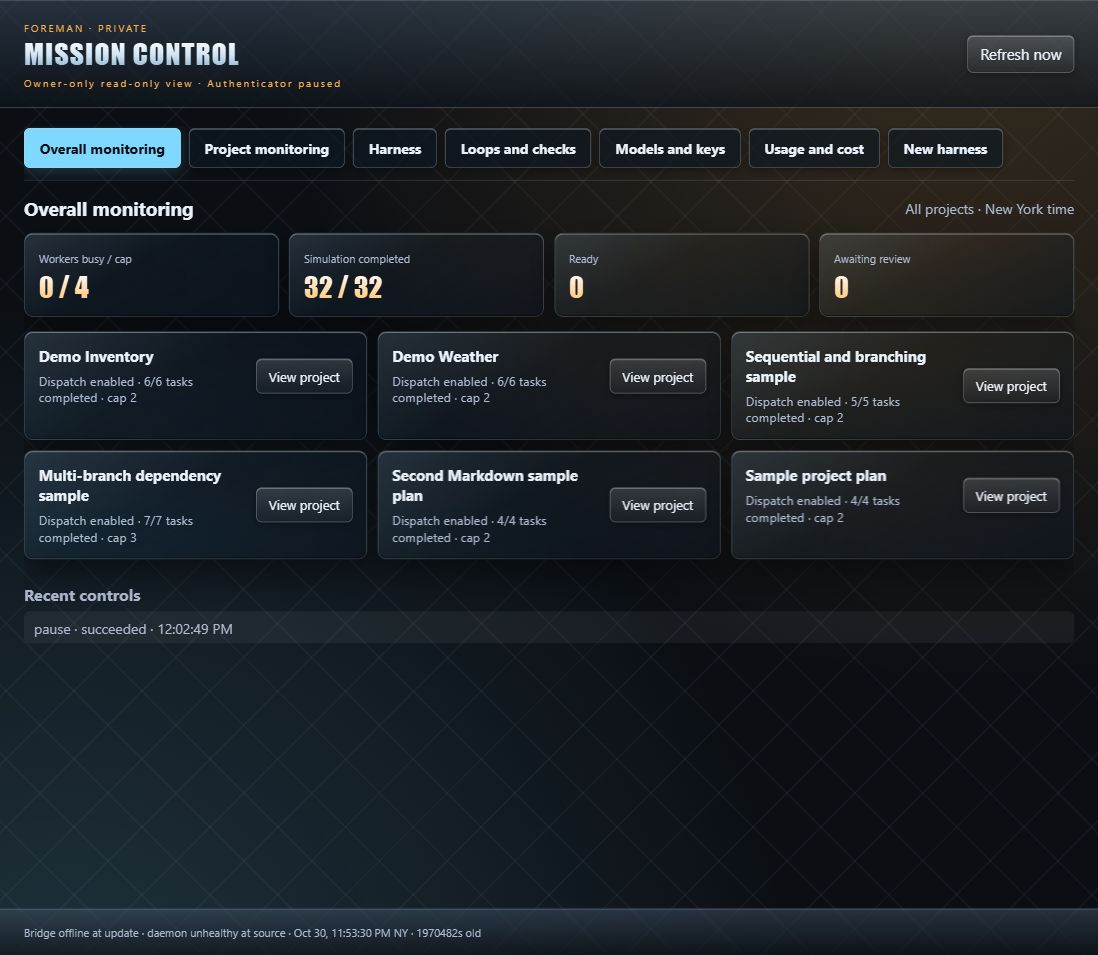 FOREMAN · PRIVATE
MISSION CONTROL
Owner-only read-only view · Authenticator paused
Refresh now
Overall monitoring
Project monitoring
Harness
Loops and checks
Models and keys
Usage and cost
New harness
Overall monitoring
All projects · New York time
Workers busy / cap
0 / 4
Simulation completed
32 / 32
Ready
0
Awaiting review
0
Demo Inventory
Dispatch enabled · 6/6 tasks
completed · cap 2
View project
Demo Weather
Dispatch enabled · 6/6 tasks
completed · cap 2
View project
Sequential and branching
sample
Dispatch enabled · 5/5 tasks
completed · cap 2
View project
Multi-branch dependency
sample
Dispatch enabled · 7/7 tasks
completed · cap 3
View project
Second Markdown sample
plan
Dispatch enabled · 4/4 tasks
completed · cap 2
View project
Sample project plan
Dispatch enabled · 4/4 tasks
completed · cap 2
View project
Recent controls
pause · succeeded · 12:02:49 PM
Bridge offline at update · daemon unhealthy at source · Oct 30, 11:53:30 PM NY · 1970482s old